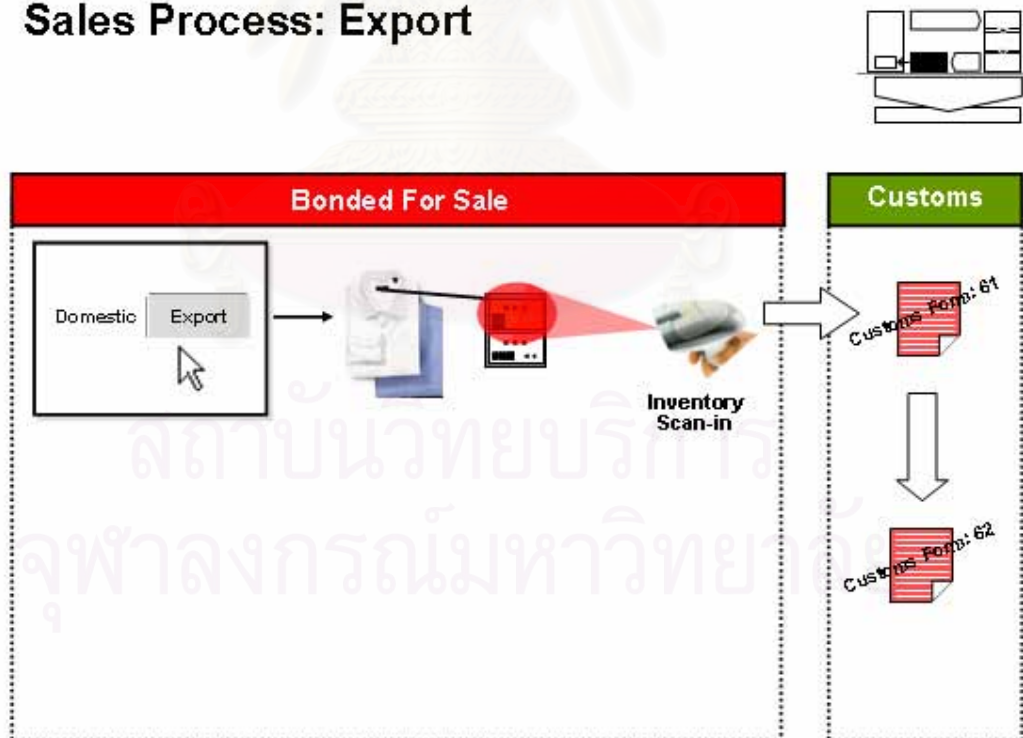 Sales Process: Export
Bonded For Sale
Customs
Domestic
Export
Inventory
Scan-in
Customs Form: 61
Customs Form: 62
สถาบันวิทยบริการ
จุฬาลงกรณ์มหาวิทยาลัย